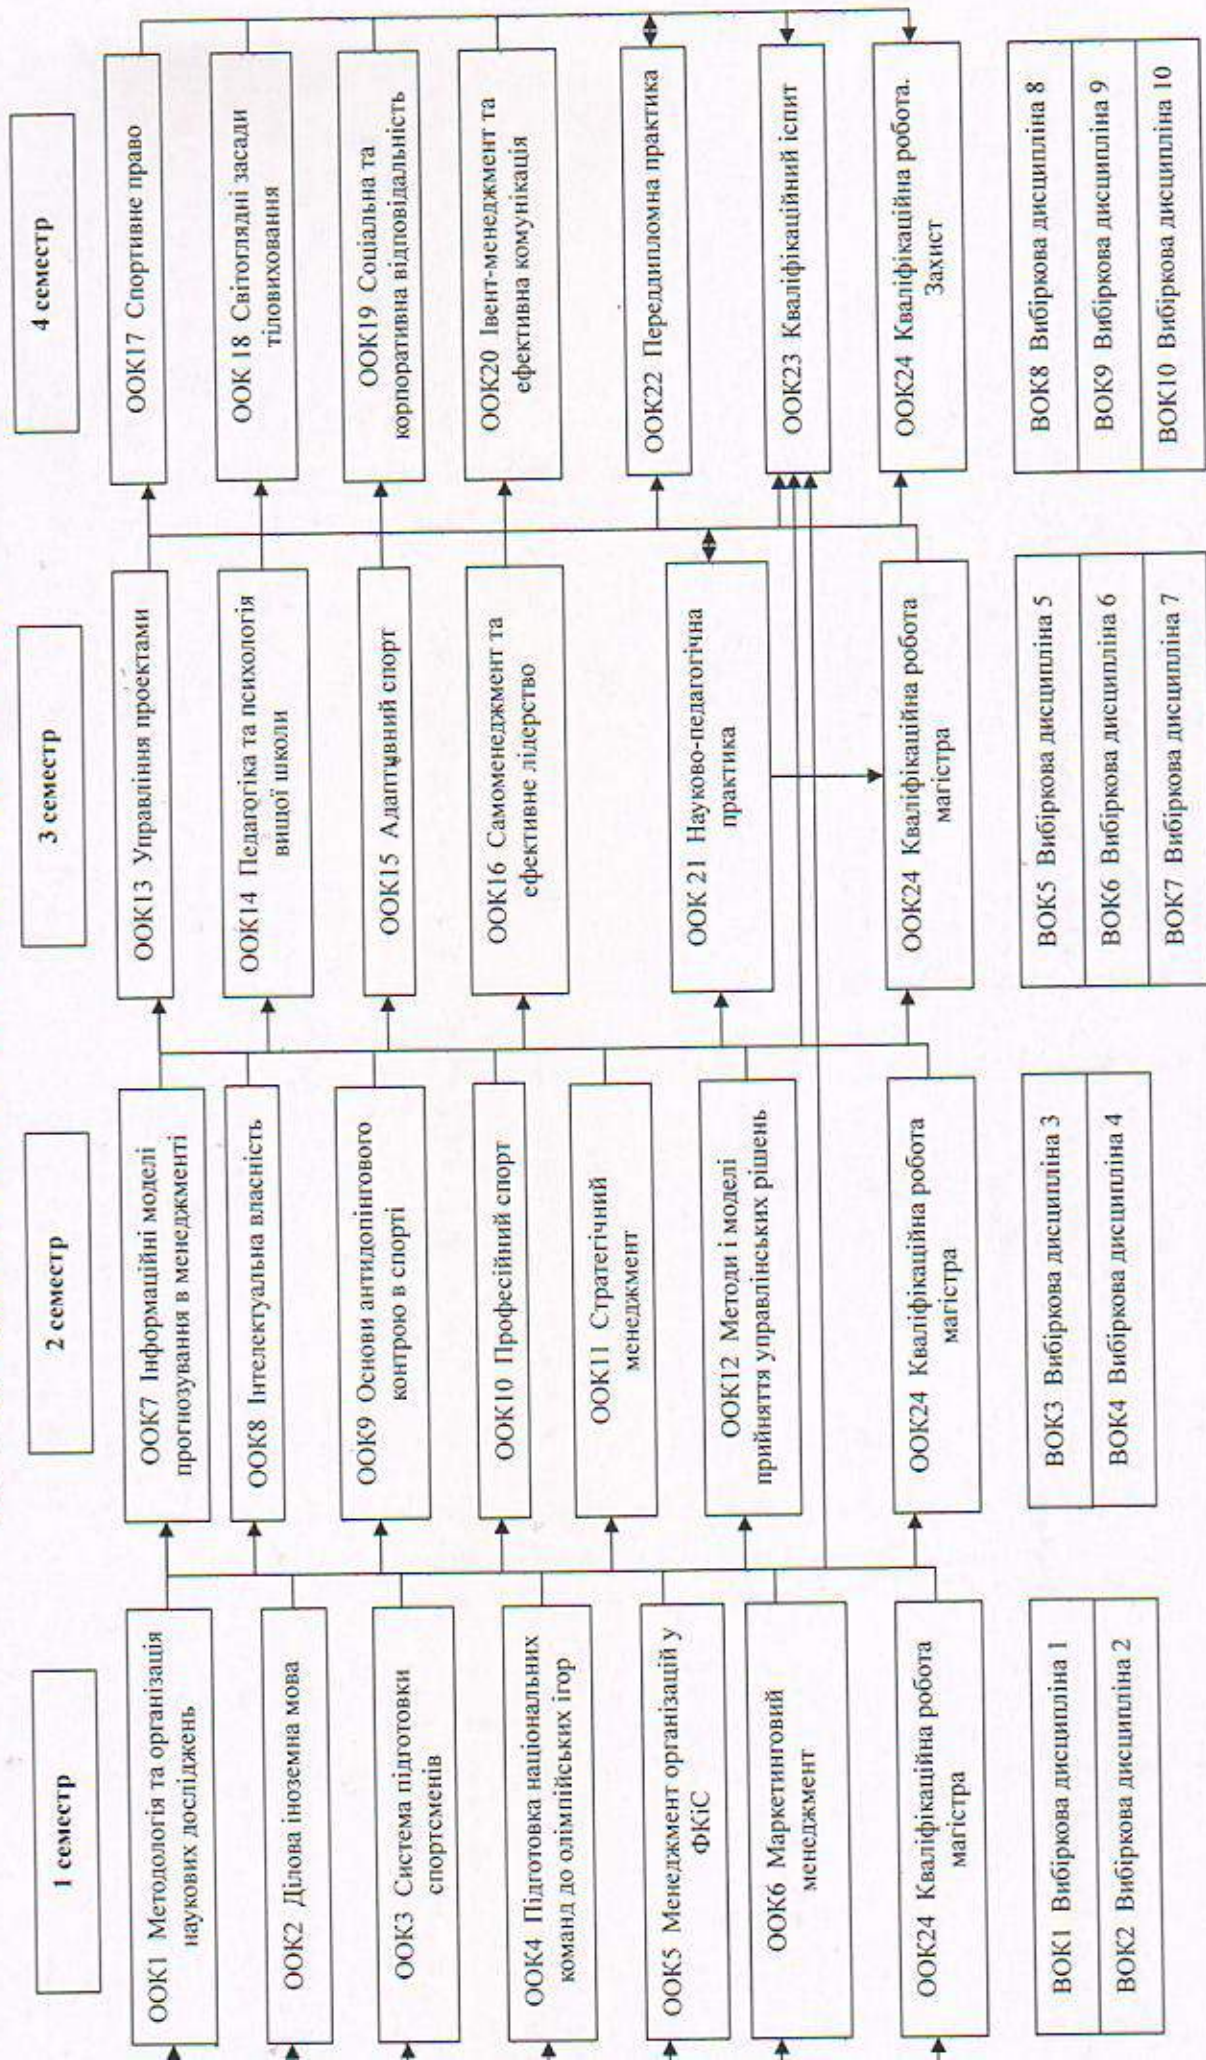 1 семестр
ООК1 Методологія та організація
наукових досліджень
ООК2 Ділова іноземна мова
ООК3 Система підготовки
спортсменів
ООК4 Підготовка національних
команд до олімпійських ігор
ООК5 Менеджмент організацій у
ФКіС
ООК6 Маркетинговий
менеджмент
ООК24 Кваліфікаційна робота
магістра
ВОК1 Вибіркова дисципліна 1
ВОК2 Вибіркова дисципліна 2
2 семестр
ООК7 Інформаційні моделі
прогнозування в менеджменті
ООК8 Інтелектуальна власність
ООК9 Основи антидопінгового
контрою в спорті
ООК10 Професійний спорт
ООК11 Стратегічний
менеджмент
ООК12 Методи і моделі
прийняття управлінських рішень
ООК24 Кваліфікаційна робота
магістра
ВОК3 Вибіркова дисципліна 3
ВОК4 Вибіркова дисципліна 4
3 семестр
ООК13 Управління проектами
ООК14 Педагогіка та психологія
вищої школи
ООК15 Адаптивний спорт
ООК16 Самоменеджмент та
ефективне лідерство
ООК 21 Науково-педагогічна
практика
ООК24 Кваліфікаційна робота
магістра
ВОК5 Вибіркова дисципліна 5
ВОК6 Вибіркова дисципліна 6
ВОК7 Вибіркова дисципліна 7
4 семестр
ООК17 Спортивне право
ООК 18 Світоглядні засади
тіловиховання
ООК19 Соціальна та
корпоративна відповідальність
ООК20 Івент-менеджмент та
ефективна комунікація
ООК22 Переддипломна практика
ООК23 Кваліфікаційний іспит
ООК24 Кваліфікаційна робота.
Захист
ВОК8 Вибіркова дисципліна 8
ВОК9 Вибіркова дисципліна 9
ВОК10 Вибіркова дисципліна 10